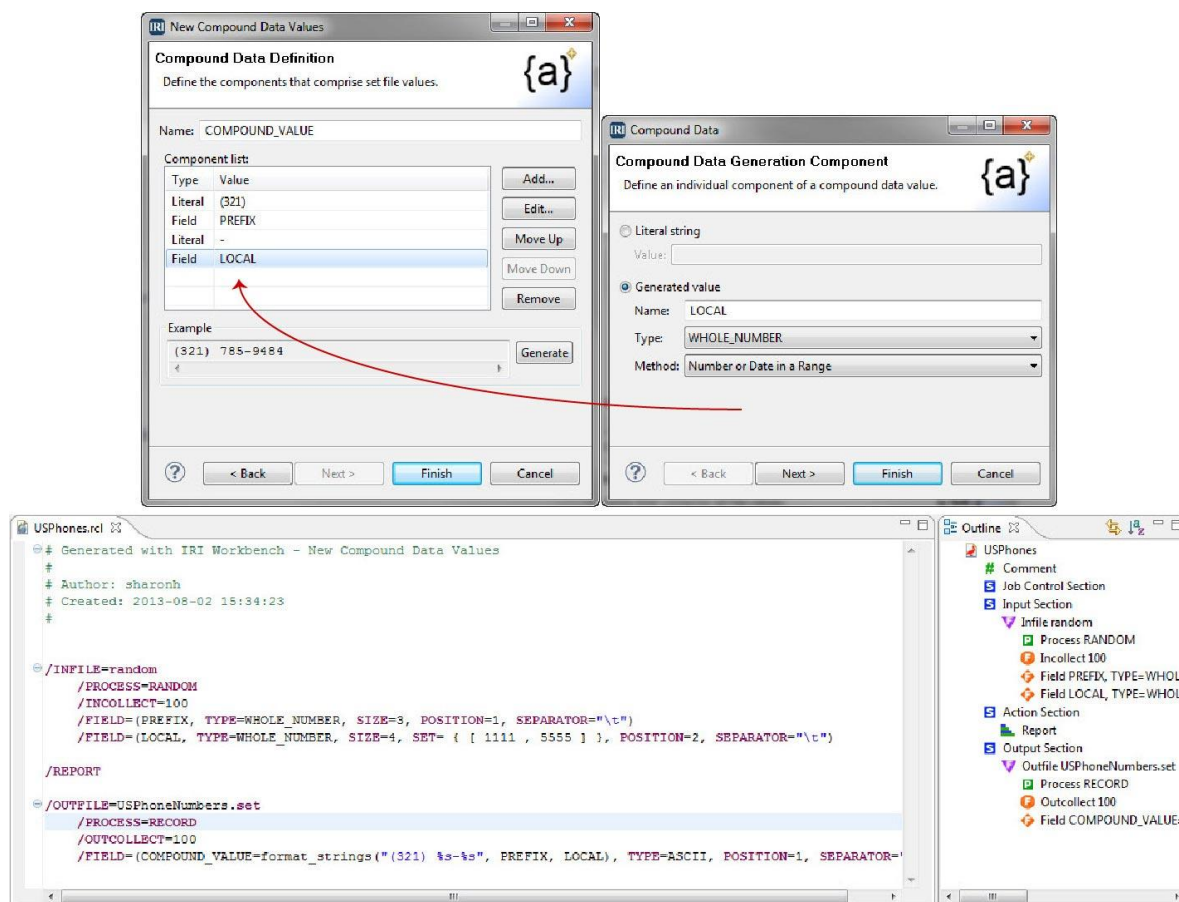 IRI New Compound Data Values
Compound Data Definition
Define the components that comprise set file values.
{a}
Name: COMPOUND_VALUE
Component list:
Type Value
Literal (321)
Field PREFIX
Literal -
Field LOCAL
Add...
Edit...
Move Up
Move Down
Remove
Example
(321) 785-9484
Generate
? < Back Next > Finish Cancel
IRI Compound Data
Compound Data Generation Component
Define an individual component of a compound data value.
{a}
Literal string
Value:
Generated value
Name: LOCAL
Type: WHOLE_NUMBER
Method: Number or Date in a Range
? < Back Next > Finish Cancel
USPhones.rcl
# Generated with IRI Workbench - New Compound Data Values
#
# Author: sharonh
# Created: 2013-08-02 15:34:23
#
/INFILE=random
/PROCESS=RANDOM
/INCOLLECT=100
/FIELD=(PREFIX, TYPE=WHOLE_NUMBER, SIZE=3, POSITION=1, SEPARATOR="\t")
/FIELD=(LOCAL, TYPE=WHOLE_NUMBER, SIZE=4, SET= { [ 1111 , 5555 ] }, POSITION=2, SEPARATOR="\t")
/REPORT
/OUTFILE=USPhoneNumbers.set
/PROCESS=RECORD
/OUTCOLLECT=100
/FIELD=(COMPOUND_VALUE=format_strings("(321) %s-%s", PREFIX, LOCAL), TYPE=ASCII, POSITION=1, SEPARATOR="
Outline
USPhones
# Comment
S Job Control Section
S Input Section
Infile random
P Process RANDOM
Incollect 100
Field PREFIX, TYPE=WHOL
Field LOCAL, TYPE=WHOL
S Action Section
Report
S Output Section
Outfile USPhoneNumbers.set
P Process RECORD
Outcollect 100
Field COMPOUND_VALUE=